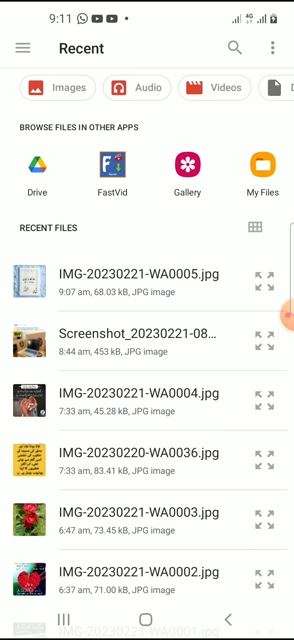 9:11
4G
Recent
Images
Audio
Videos
D
BROWSE FILES IN OTHER APPS
Drive
FastVid
Gallery
My Files
RECENT FILES
IMG-20230221-WA0005.jpg
9:07 am, 68.03 kB, JPG image
Screenshot_20230221-08...
8:44 am, 453 kB, JPG image
IMG-20230221-WA0004.jpg
7:33 am, 45.28 kB, JPG image
IMG-20230220-WA0036.jpg
7:33 am, 83.41 kB, JPG image
IMG-20230221-WA0003.jpg
6:47 am, 73.45 kB, JPG image
IMG-20230221-WA0002.jpg
6:37 am, 71.00 kB, JPG image
IMG-20230221-WA0001.jpg